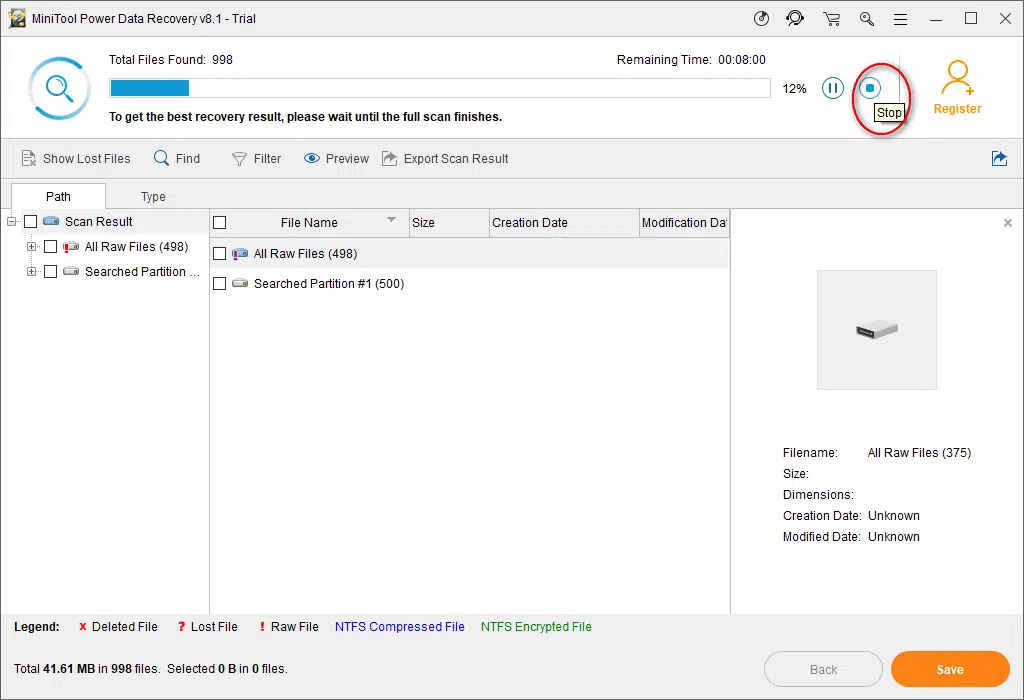 MiniTool Power Data Recovery v8.1 - Trial
Total Files Found: 998 Remaining Time: 00:08:00
12%
Stop
Register
To get the best recovery result, please wait until the full scan finishes.
Show Lost Files Find Filter Preview Export Scan Result
Path Type
Scan Result
All Raw Files (498)
Searched Partition ...
File Name Size Creation Date Modification Dat
All Raw Files (498)
Searched Partition #1 (500)
Filename: All Raw Files (375)
Size:
Dimensions:
Creation Date: Unknown
Modified Date: Unknown
Legend: x Deleted File ? Lost File ! Raw File NTFS Compressed File NTFS Encrypted File
Total 41.61 MB in 998 files. Selected 0 B in 0 files.
Back Save